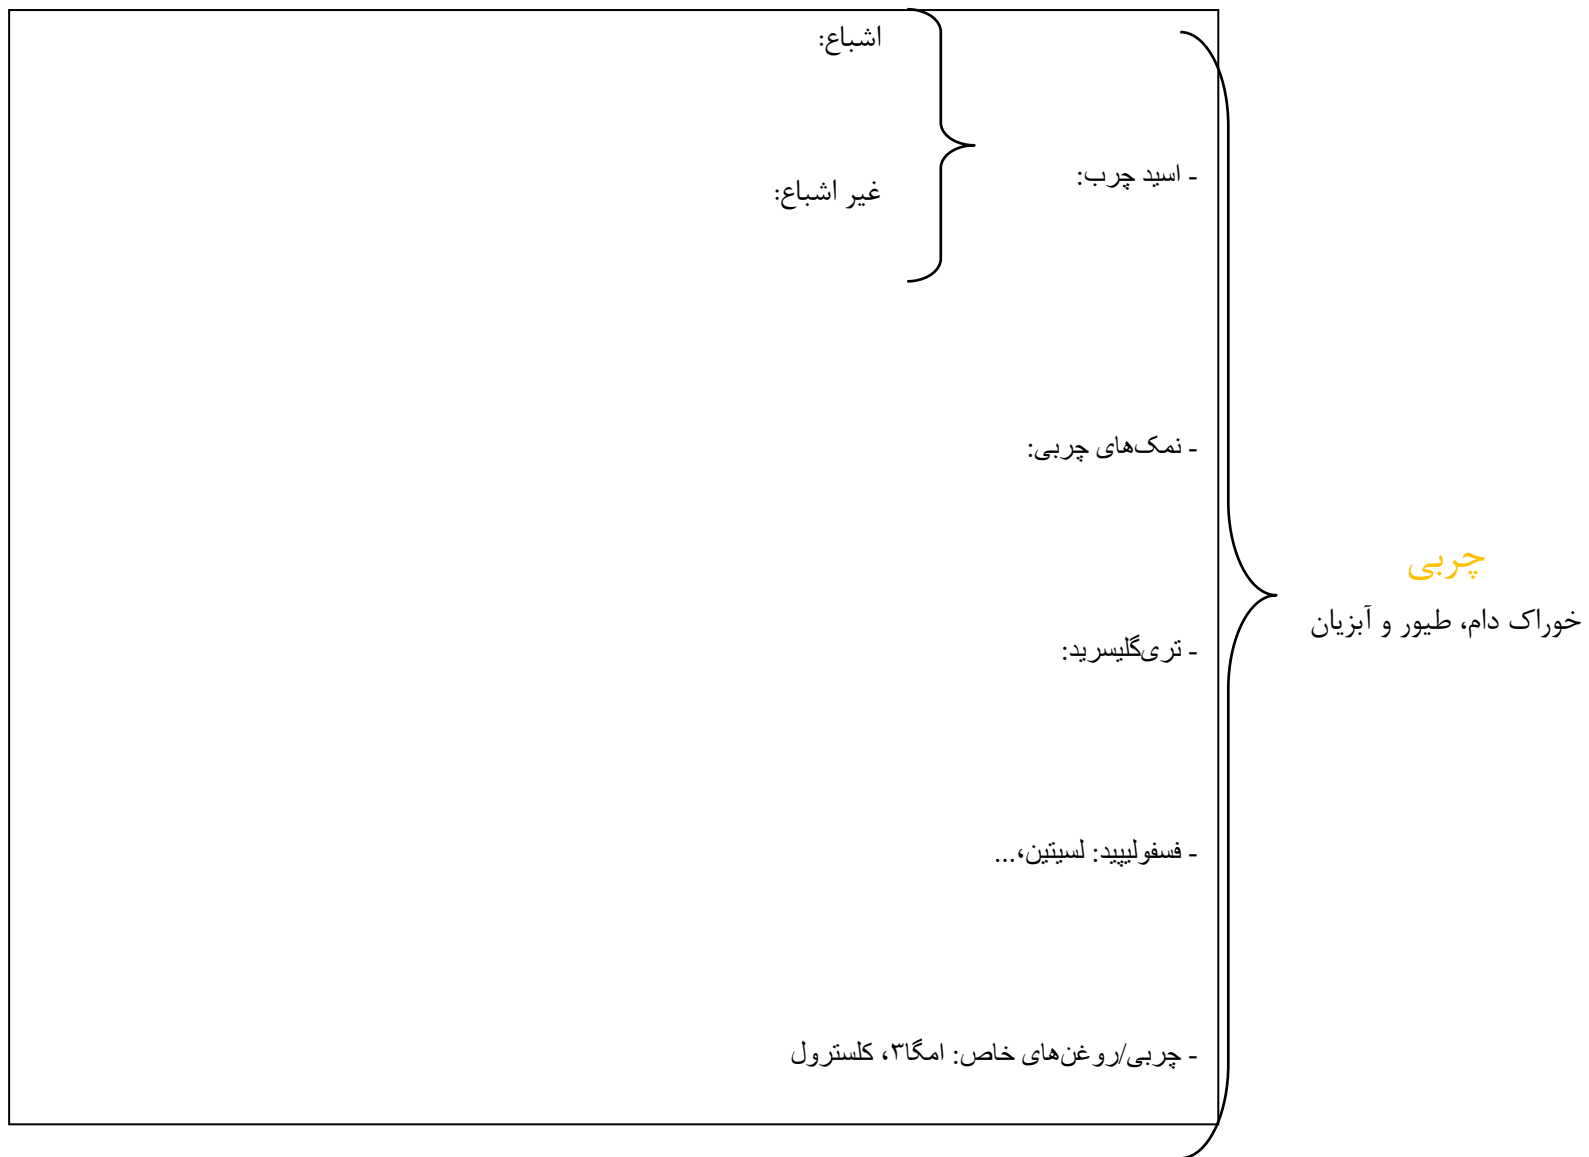 چربی
خوراک دام، طیور و آبزیان
- اسید چرب:
اشباع:
غیر اشباع:
- نمک‌های چربی:
- تری‌گلیسرید:
- فسفولیپید: لسیتین،...
- چربی/روغن‌های خاص: امگا۳، کلسترول